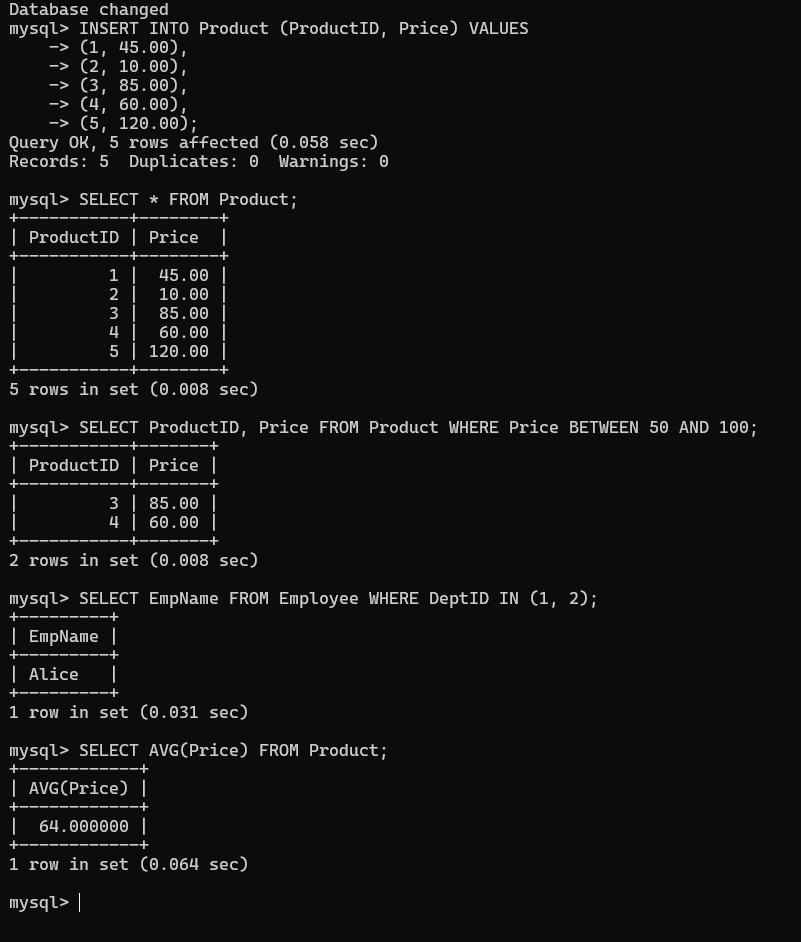 Database changed
mysql> INSERT INTO Product (ProductID, Price) VALUES
    -> (1, 45.00),
    -> (2, 10.00),
    -> (3, 85.00),
    -> (4, 60.00),
    -> (5, 120.00);
Query OK, 5 rows affected (0.058 sec)
Records: 5  Duplicates: 0  Warnings: 0

mysql> SELECT * FROM Product;
+-----------+--------+
| ProductID | Price  |
+-----------+--------+
|         1 |  45.00 |
|         2 |  10.00 |
|         3 |  85.00 |
|         4 |  60.00 |
|         5 | 120.00 |
+-----------+--------+
5 rows in set (0.008 sec)

mysql> SELECT ProductID, Price FROM Product WHERE Price BETWEEN 50 AND 100;
+-----------+-------+
| ProductID | Price |
+-----------+-------+
|         3 | 85.00 |
|         4 | 60.00 |
+-----------+-------+
2 rows in set (0.008 sec)

mysql> SELECT EmpName FROM Employee WHERE DeptID IN (1, 2);
+---------+
| EmpName |
+---------+
| Alice   |
+---------+
1 row in set (0.031 sec)

mysql> SELECT AVG(Price) FROM Product;
+------------+
| AVG(Price) |
+------------+
|  64.000000 |
+------------+
1 row in set (0.064 sec)

mysql>